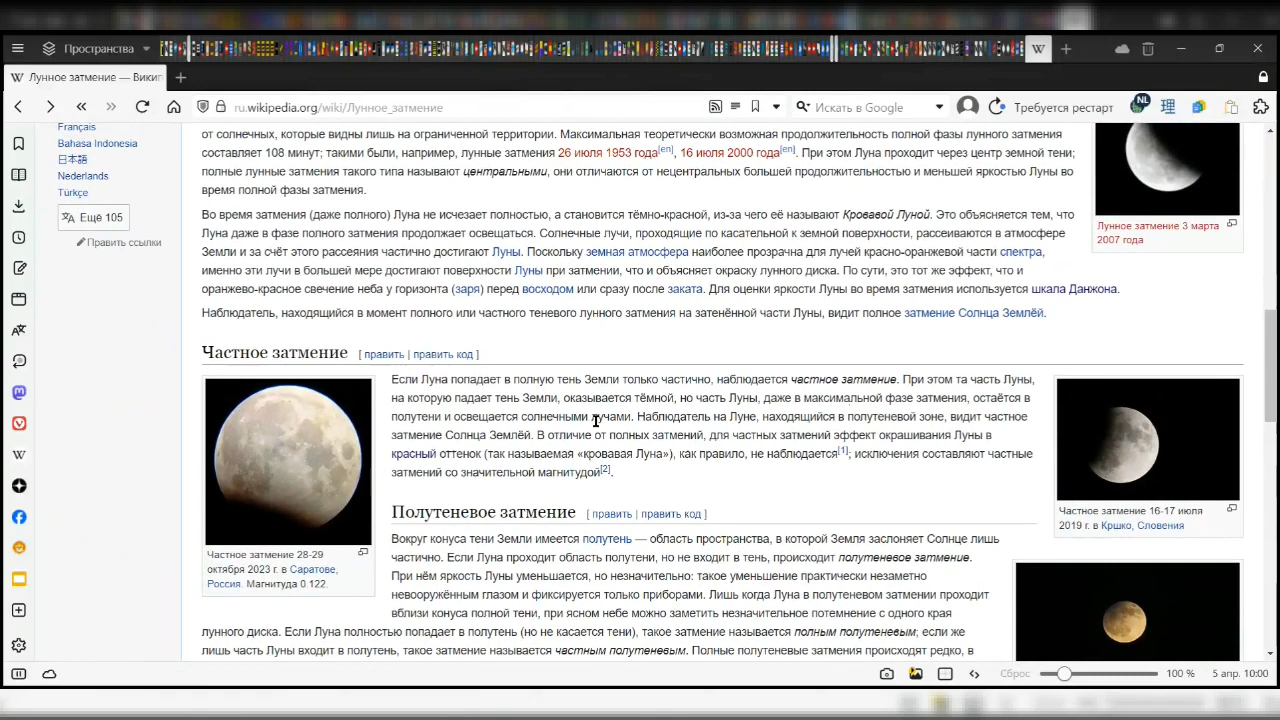 Пространства
W
Лунное затмение — Вики
ru.wikipedia.org/wiki/Лунное_затмение
Искать в Google
Требуется рестарт
NL
Français
Bahasa Indonesia
日本語
Nederlands
Türkçe
Ещё 105
Править ссылки
от солнечных, которые видны лишь на ограниченной территории. Максимальная теоретически возможная продолжительность полной фазы лунного затмения
составляет 108 минут; такими были, например, лунные затмения 26 июля 1953 года[en], 16 июля 2000 года[en]. При этом Луна проходит через центр земной тени;
полные лунные затмения такого типа называют центральными, они отличаются от нецентральных большей продолжительностью и меньшей яркостью Луны во
время полной фазы затмения.
Во время затмения (даже полного) Луна не исчезает полностью, а становится тёмно-красной, из-за чего её называют Кровавой Луной. Это объясняется тем, что
Луна даже в фазе полного затмения продолжает освещаться. Солнечные лучи, проходящие по касательной к земной поверхности, рассеиваются в атмосфере
Земли и за счёт этого рассеяния частично достигают Луны. Поскольку земная атмосфера наиболее прозрачна для лучей красно-оранжевой части спектра,
именно эти лучи в большей мере достигают поверхности Луны при затмении, что и объясняет окраску лунного диска. По сути, это тот же эффект, что и
оранжево-красное свечение неба у горизонта (заря) перед восходом или сразу после заката. Для оценки яркости Луны во время затмения используется шкала Данжона.
Наблюдатель, находящийся в момент полного или частного теневого лунного затмения на затенённой части Луны, видит полное затмение Солнца Землёй.
Лунное затмение 3 марта
2007 года
Частное затмение [ править | править код ]
Если Луна попадает в полную тень Земли только частично, наблюдается частное затмение. При этом та часть Луны,
на которую падает тень Земли, оказывается тёмной, но часть Луны, даже в максимальной фазе затмения, остаётся в
полутени и освещается солнечными лучами. Наблюдатель на Луне, находящийся в полутеневой зоне, видит частное
затмение Солнца Землёй. В отличие от полных затмений, для частных затмений эффект окрашивания Луны в
красный оттенок (так называемая «кровавая Луна»), как правило, не наблюдается[1]; исключения составляют частные
затмения со значительной магнитудой[2].
Частное затмение 28-29
октября 2023 г. в Саратове,
Россия. Магнитуда 0.122.
Частное затмение 16-17 июля
2019 г. в Кршко, Словения
Полутеневое затмение [ править | править код ]
Вокруг конуса тени Земли имеется полутень — область пространства, в которой Земля заслоняет Солнце лишь
частично. Если Луна проходит область полутени, но не входит в тень, происходит полутеневое затмение.
При нём яркость Луны уменьшается, но незначительно: такое уменьшение практически незаметно
невооружённым глазом и фиксируется только приборами. Лишь когда Луна в полутеневом затмении проходит
вблизи конуса полной тени, при ясном небе можно заметить незначительное потемнение с одного края
лунного диска. Если Луна полностью попадает в полутень (но не касается тени), такое затмение называется полным полутеневым; если же
лишь часть Луны входит в полутень, такое затмение называется частным полутеневым. Полные полутеневые затмения происходят редко, в
Сброс
100 %
5 апр. 10:00